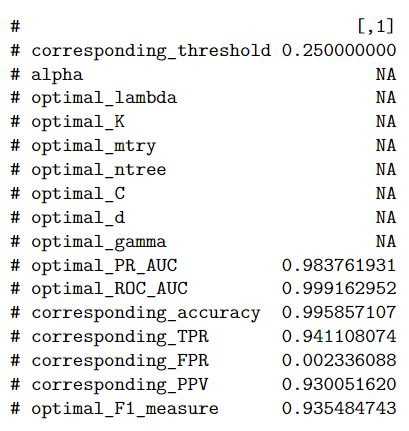 # [,1]
# corresponding_threshold 0.250000000
# alpha NA
# optimal_lambda NA
# optimal_K NA
# optimal_mtry NA
# optimal_ntree NA
# optimal_C NA
# optimal_d NA
# optimal_gamma NA
# optimal_PR_AUC 0.983761931
# optimal_ROC_AUC 0.999162952
# corresponding_accuracy 0.995857107
# corresponding_TPR 0.941108074
# corresponding_FPR 0.002336088
# corresponding_PPV 0.930051620
# optimal_F1_measure 0.935484743